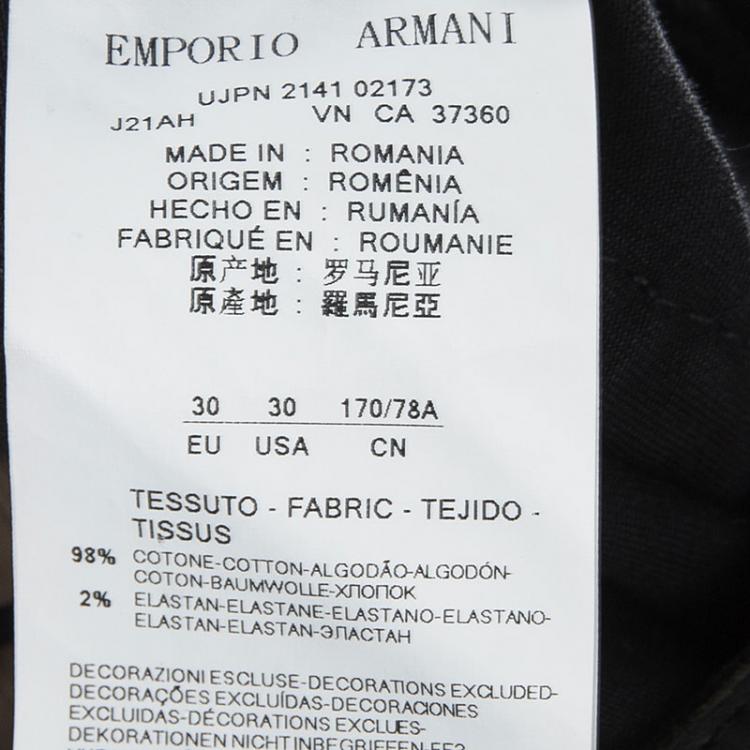 EMPORIO ARMANI
UJPN 2141 02173
J21AH VN CA 37360
MADE IN : ROMANIA
ORIGEM : ROMÊNIA
HECHO EN : RUMANÍA
FABRIQUÉ EN : ROUMANIE
原产地 : 罗马尼亚
原產地 : 羅馬尼亞
30 30 170/78A
EU USA CN
TESSUTO - FABRIC - TEJIDO -
TISSUS
98% COTONE-COTTON-ALGODÃO-ALGODÓN-
COTON-BAUMWOLLE-ХЛОПОК
2% ELASTAN-ELASTANE-ELASTANO-ELASTANO-
ELASTAN-ELASTAN-ЭЛАСТАН
DECORAZIONI ESCLUSE-DECORATIONS EXCLUDED-
DECORAÇÕES EXCLUÍDAS-DECORACIONES
EXCLUIDAS-DÉCORATIONS EXCLUES-
DEKORATIONEN NICHT INBEGRIFFEN-